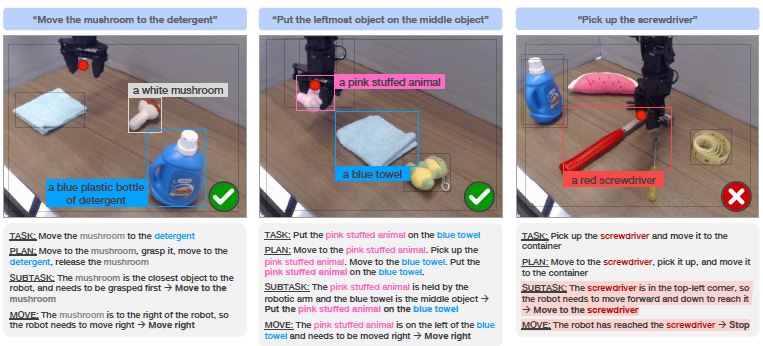 "Move the mushroom to the detergent"
"Put the leftmost object on the middle object"
"Pick up the screwdriver"
a white mushroom
a blue plastic bottle
of detergent
a pink stuffed animal
a blue towel
a red screwdriver
TASK: Move the mushroom to the detergent
PLAN: Move to the mushroom, grasp it, move to the
detergent, release the mushroom
SUBTASK: The mushroom is the closest object to the
robot, and needs to be grasped first → Move to the
mushroom
MOVE: The mushroom is to the right of the robot, so
the robot needs to move right → Move right
TASK: Put the pink stuffed animal on the blue towel
PLAN: Move to the pink stuffed animal. Pick up the
pink stuffed animal. Move to the blue towel. Put the
pink stuffed animal on the blue towel.
SUBTASK: The pink stuffed animal is held by the
robotic arm and the blue towel is the middle object →
Put the pink stuffed animal on the blue towel
MOVE: The pink stuffed animal is on the left of the blue
towel and needs to be moved right → Move right
TASK: Pick up the screwdriver and move it to the
container
PLAN: Move to the screwdriver, pick it up, and move it
to the container
SUBTASK: The screwdriver is in the top-left corner, so
the robot needs to move forward and down to reach it
→ Move to the screwdriver
MOVE: The robot has reached the screwdriver → Stop